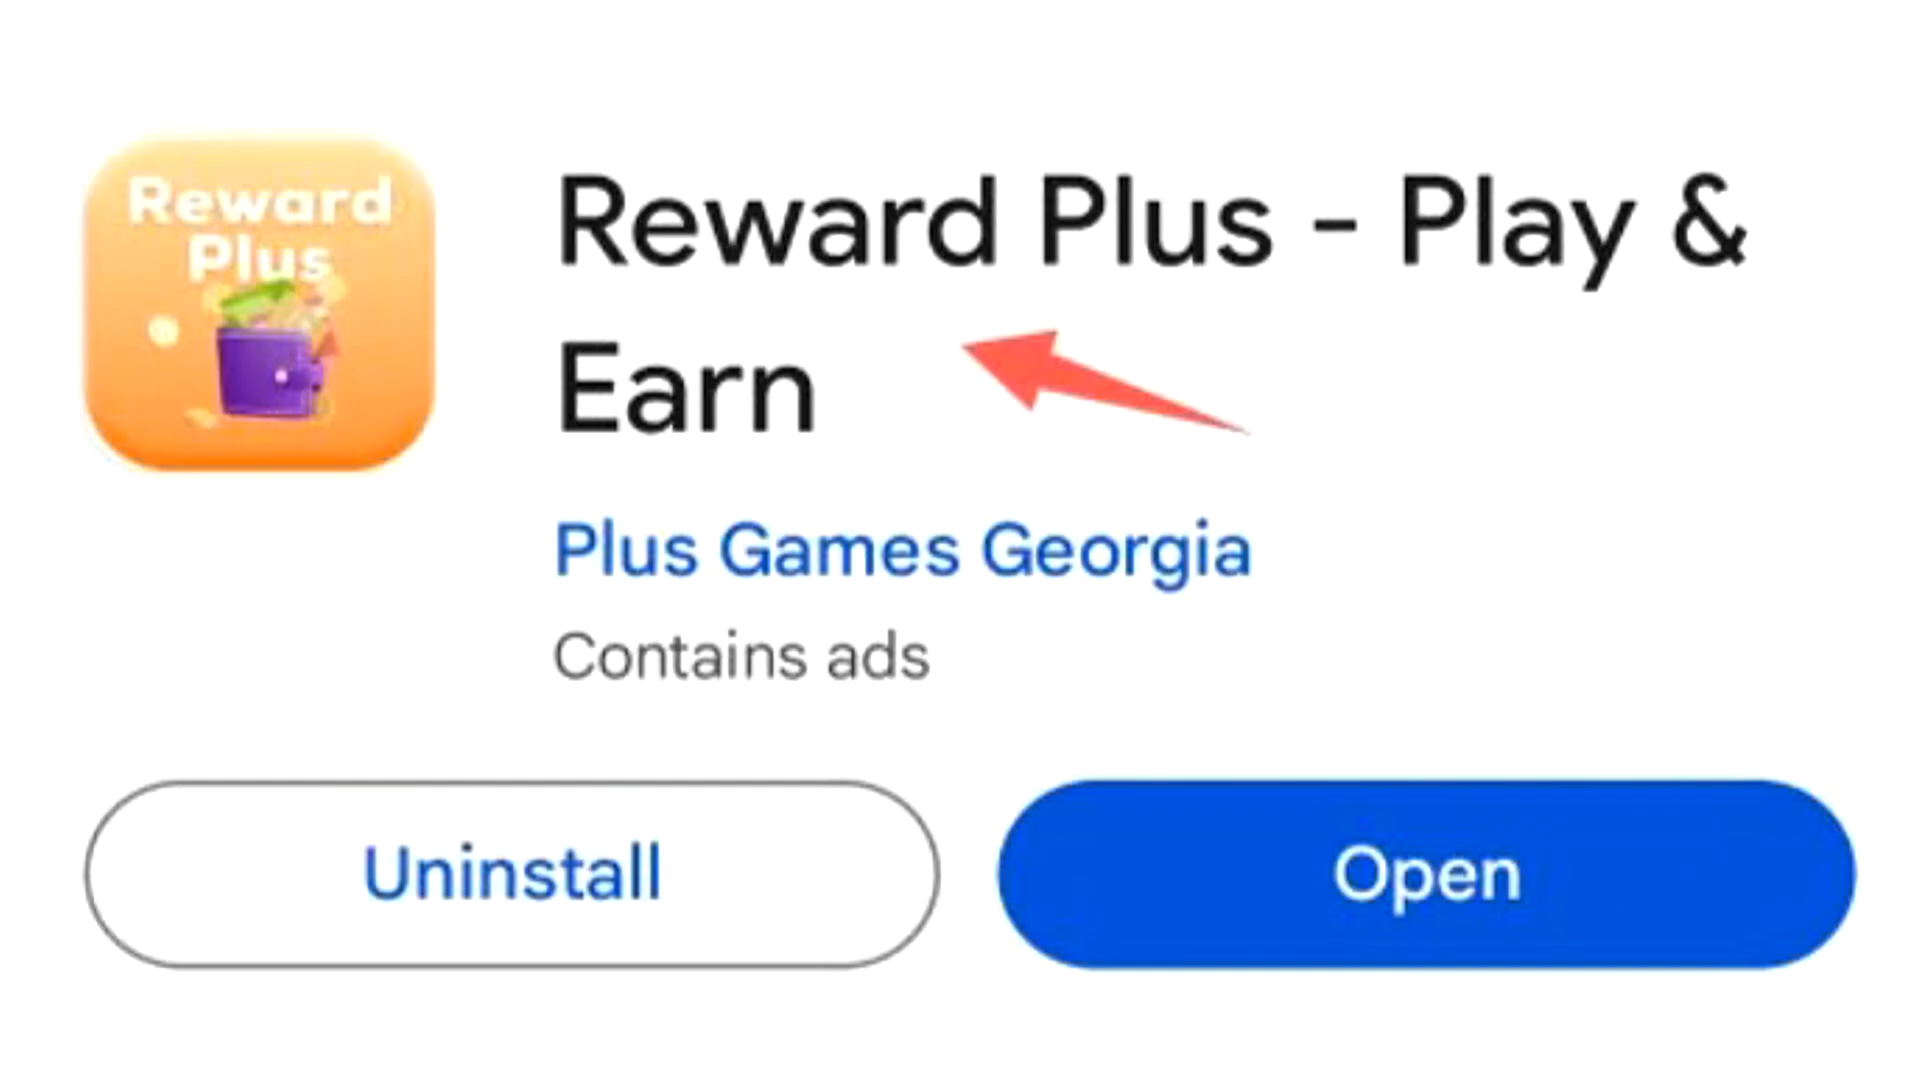 Reward
Plus
Reward Plus - Play &
Earn
Plus Games Georgia
Contains ads
Uninstall
Open